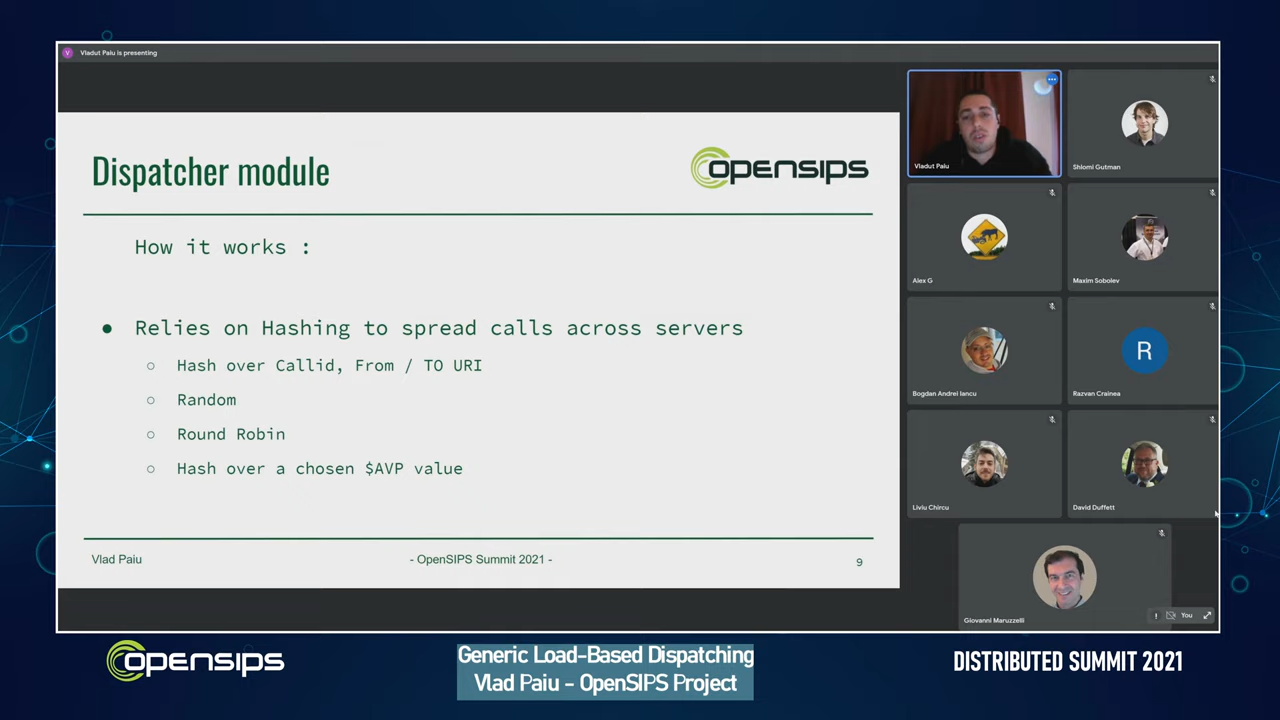 V
Vladut Paiu is presenting
Dispatcher module
OPENSIPS
How it works :
● Relies on Hashing to spread calls across servers
○ Hash over Callid, From / TO URI
○ Random
○ Round Robin
○ Hash over a chosen $AVP value
Vlad Paiu
- OpenSIPS Summit 2021 -
9
Vladut Paiu
Shlomi Gutman
Alex G
Maxim Sobolev
Bogdan Andrei Iancu
R
Razvan Crainea
Liviu Chircu
David Duffett
Giovanni Maruzzelli
You
OPENSIPS
Generic Load-Based Dispatching
Vlad Paiu - OpenSIPS Project
DISTRIBUTED SUMMIT 2021